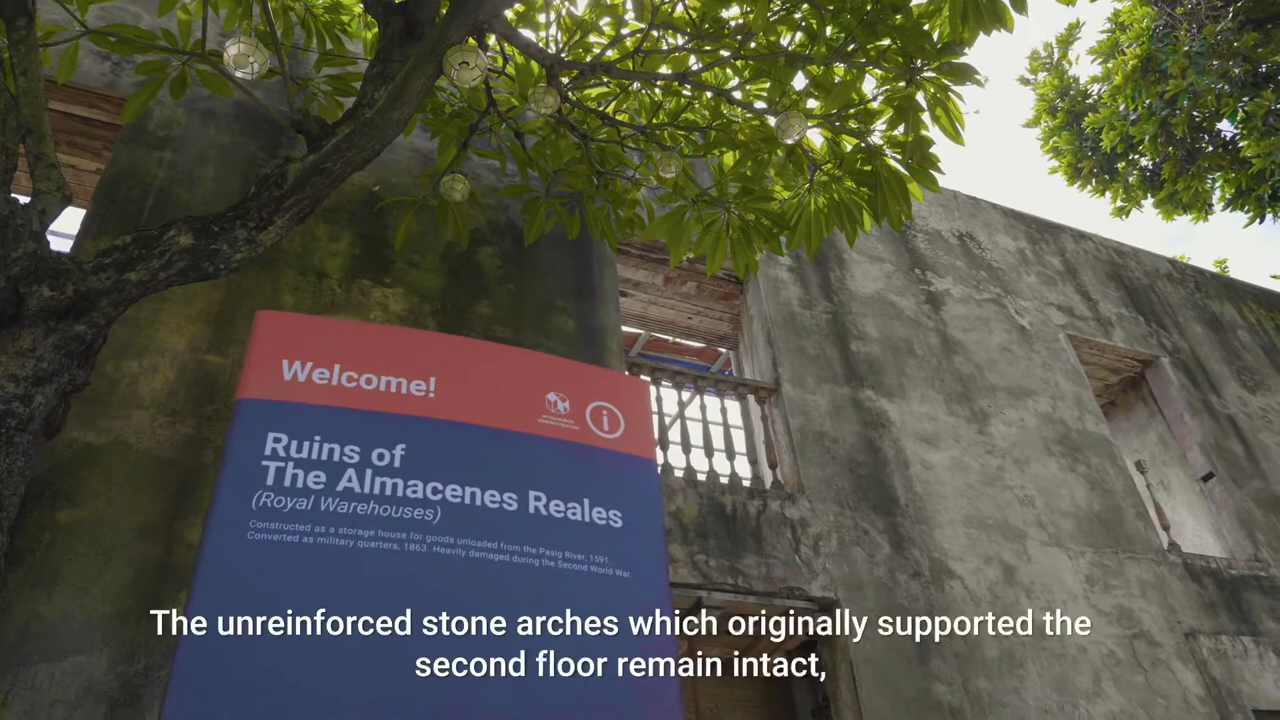 Welcome!
INTRAMUROS
ADMINISTRATION
i
Ruins of
The Almacenes Reales
(Royal Warehouses)
Constructed as a storage house for goods unloaded from the Pasig River, 1591.
Converted as military quarters, 1863. Heavily damaged during the Second World War.
The unreinforced stone arches which originally supported the
second floor remain intact,